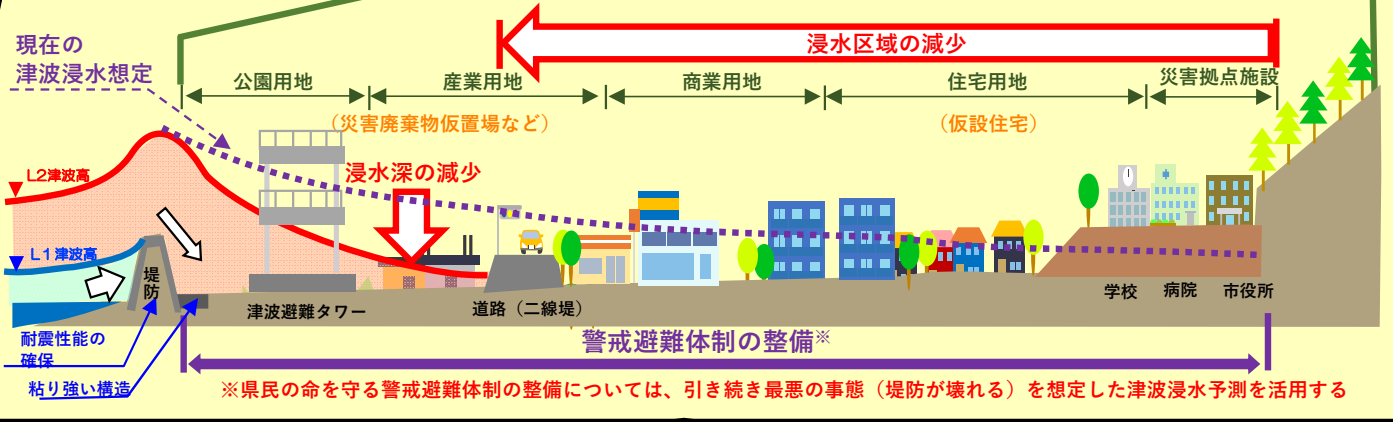 現在の
津波浸水想定
浸水区域の減少
公園用地
産業用地
商業用地
住宅用地
災害拠点施設
（災害廃棄物仮置場など）
（仮設住宅）
L2津波高
浸水深の減少
L1津波高
堤防
津波避難タワー
道路（二線堤）
学校
病院
市役所
耐震性能の
確保
粘り強い構造
警戒避難体制の整備※
※県民の命を守る警戒避難体制の整備については、引き続き最悪の事態（堤防が壊れる）を想定した津波浸水予測を活用する